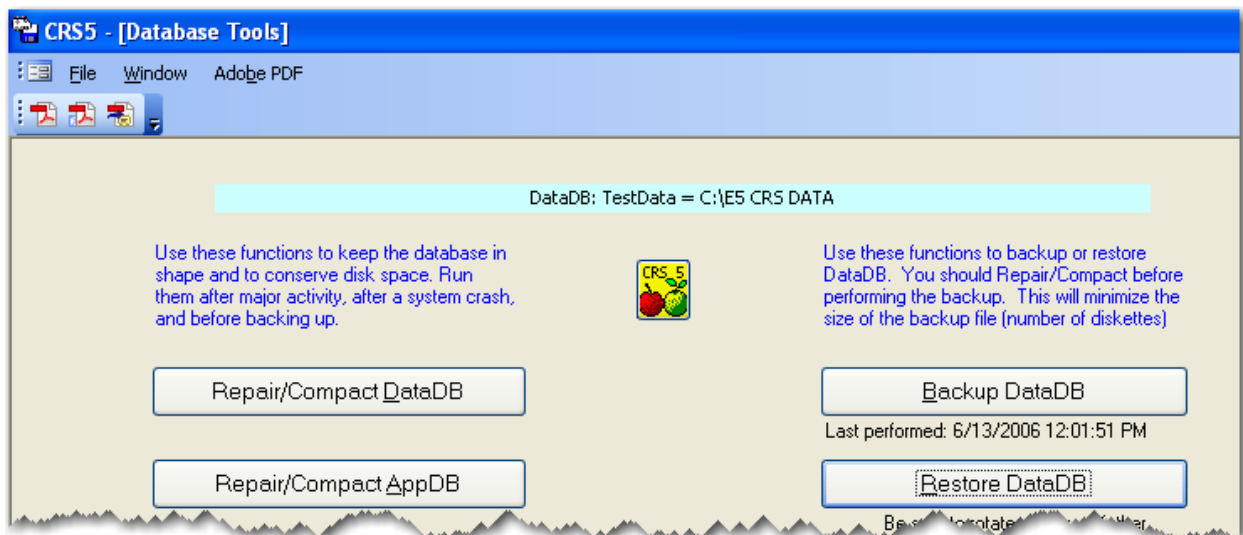 CRS5 - [Database Tools]
File Window Adobe PDF
DataDB: TestData = C:\E5 CRS DATA
Use these functions to keep the database in
shape and to conserve disk space. Run
them after major activity, after a system crash,
and before backing up.
CRS_5
Use these functions to backup or restore
DataDB. You should Repair/Compact before
performing the backup. This will minimize the
size of the backup file (number of diskettes)
Repair/Compact DataDB
Backup DataDB
Last performed: 6/13/2006 12:01:51 PM
Repair/Compact AppDB
Restore DataDB